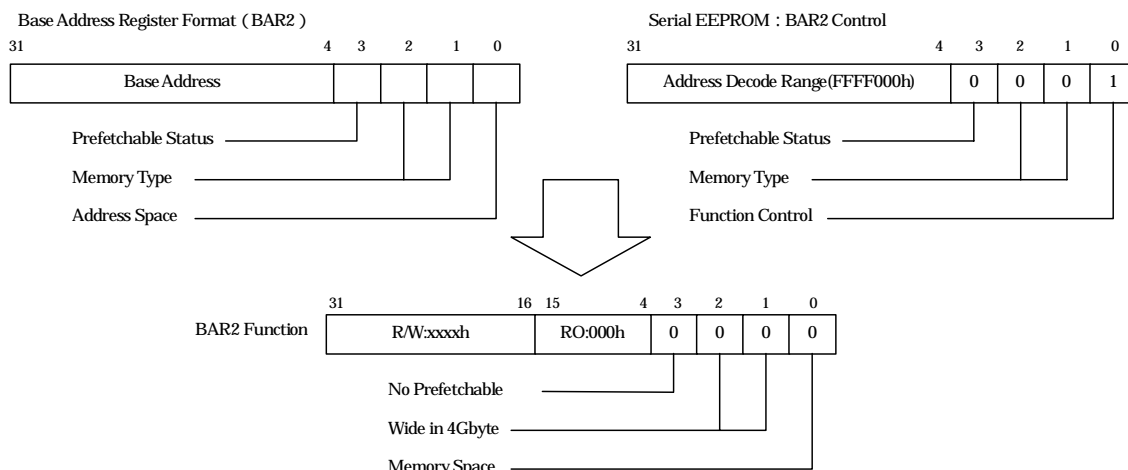 Base Address Register Format ( BAR2 )
31 4 3 2 1 0
Base Address
Prefetchable Status
Memory Type
Address Space
Serial EEPROM : BAR2 Control
31 4 3 2 1 0
Address Decode Range(FFFF000h) 0 0 0 1
Prefetchable Status
Memory Type
Function Control
31 16 15 4 3 2 1 0
BAR2 Function R/W:xxxxh RO:000h 0 0 0 0
No Prefetchable
Wide in 4Gbyte
Memory Space